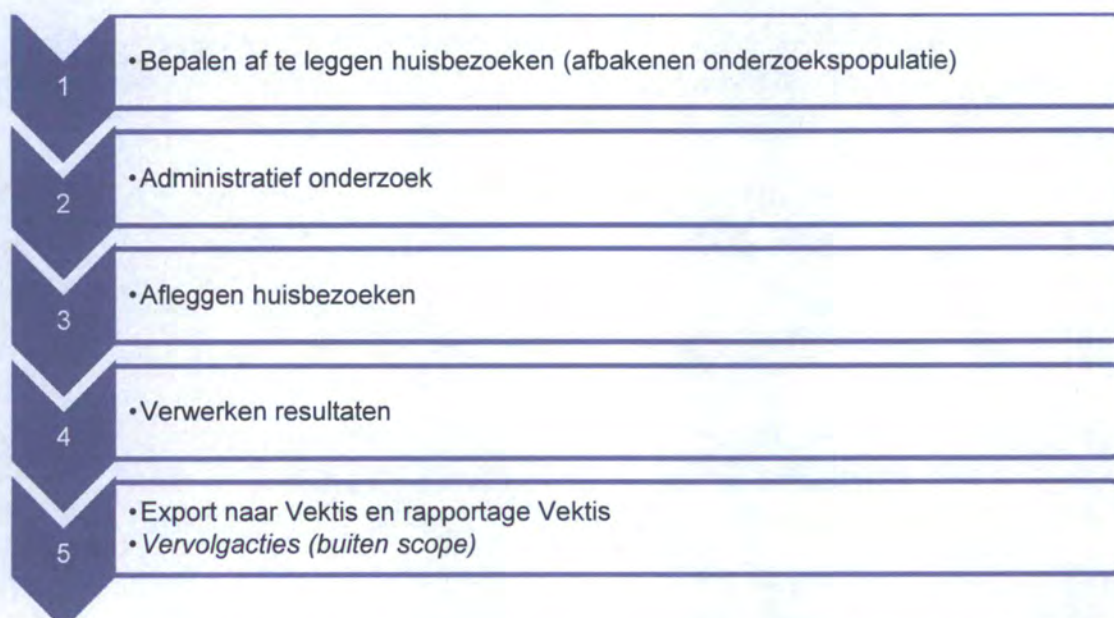 1
•Bepalen af te leggen huisbezoeken (afbakenen onderzoekspopulatie)
2
•Administratief onderzoek
3
•Afleggen huisbezoeken
4
•Verwerken resultaten
5
•Export naar Vektis en rapportage Vektis
•Vervolgacties (buiten scope)